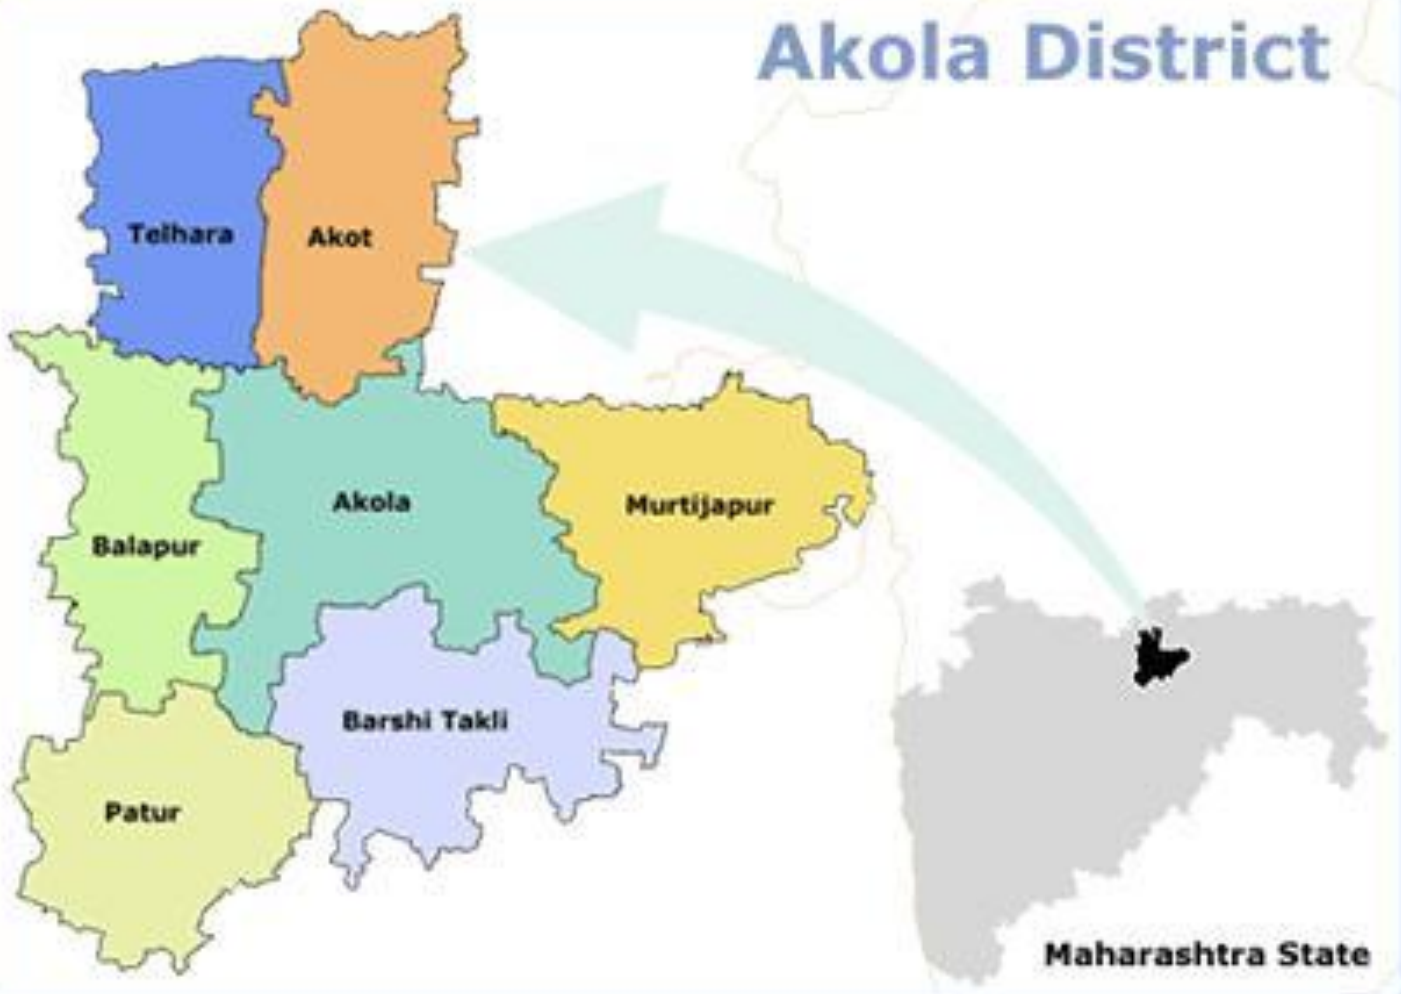 Akola District
Telhara
Akot
Akola
Murtijapur
Balapur
Barshi Takli
Patur
Maharashtra State